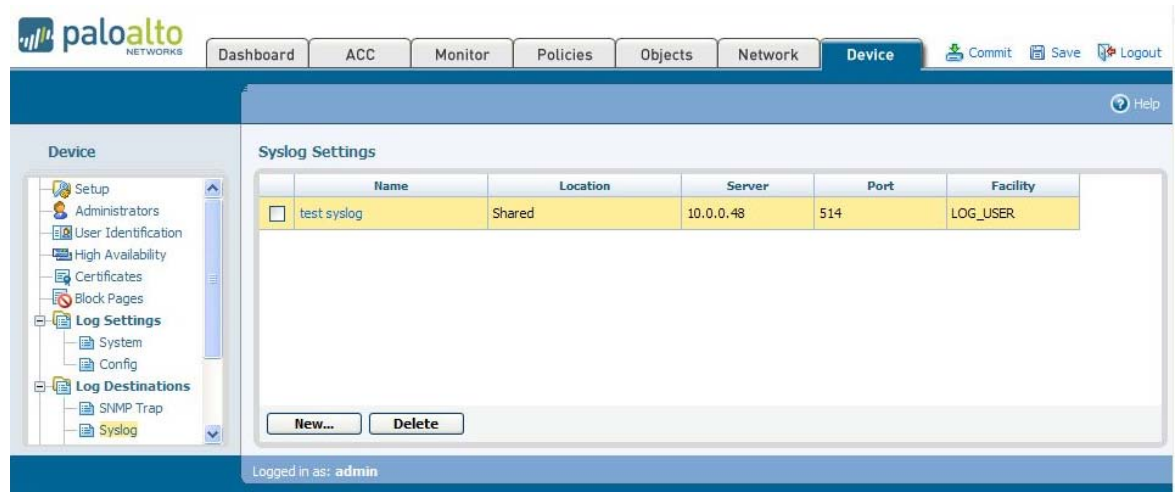 paloalto
NETWORKS
Dashboard ACC Monitor Policies Objects Network Device Commit Save Logout
Help
Device
Setup
Administrators
User Identification
High Availability
Certificates
Block Pages
Log Settings
System
Config
Log Destinations
SNMP Trap
Syslog
Syslog Settings
Name Location Server Port Facility
test syslog Shared 10.0.0.48 514 LOG_USER
New... Delete
Logged in as: admin